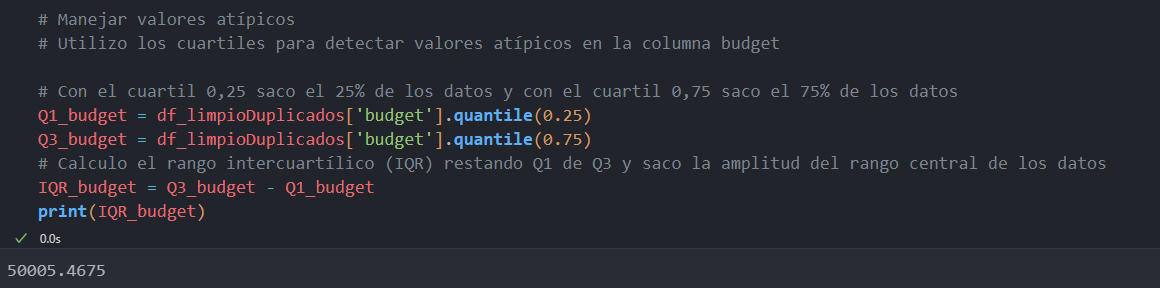 # Manejar valores atípicos
# Utilizo los cuartiles para detectar valores atípicos en la columna budget
# Con el cuartil 0,25 saco el 25% de los datos y con el cuartil 0,75 saco el 75% de los datos
Q1_budget = df_limpioDuplicados['budget'].quantile(0.25)
Q3_budget = df_limpioDuplicados['budget'].quantile(0.75)
# Calculo el rango intercuartílico (IQR) restando Q1 de Q3 y saco la amplitud del rango central de los datos
IQR_budget = Q3_budget - Q1_budget
print(IQR_budget)
0.0s
50005.4675